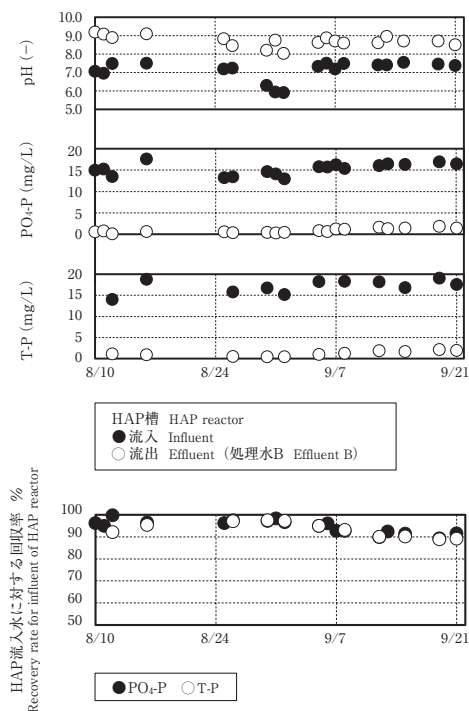 10.0
9.0
8.0
7.0
6.0
5.0
pH (−)
20
15
10
5
0
PO₄-P (mg/L)
20
15
10
5
0
T-P (mg/L)
8/10 8/24 9/7 9/21
HAP槽 HAP reactor
●流入 Influent
○流出 Effluent（処理水B Effluent B）
100
90
80
70
60
50
HAP流入水に対する回収率 %
Recovery rate for influent of HAP reactor
8/10 8/24 9/7 9/21
●PO₄-P ○T-P